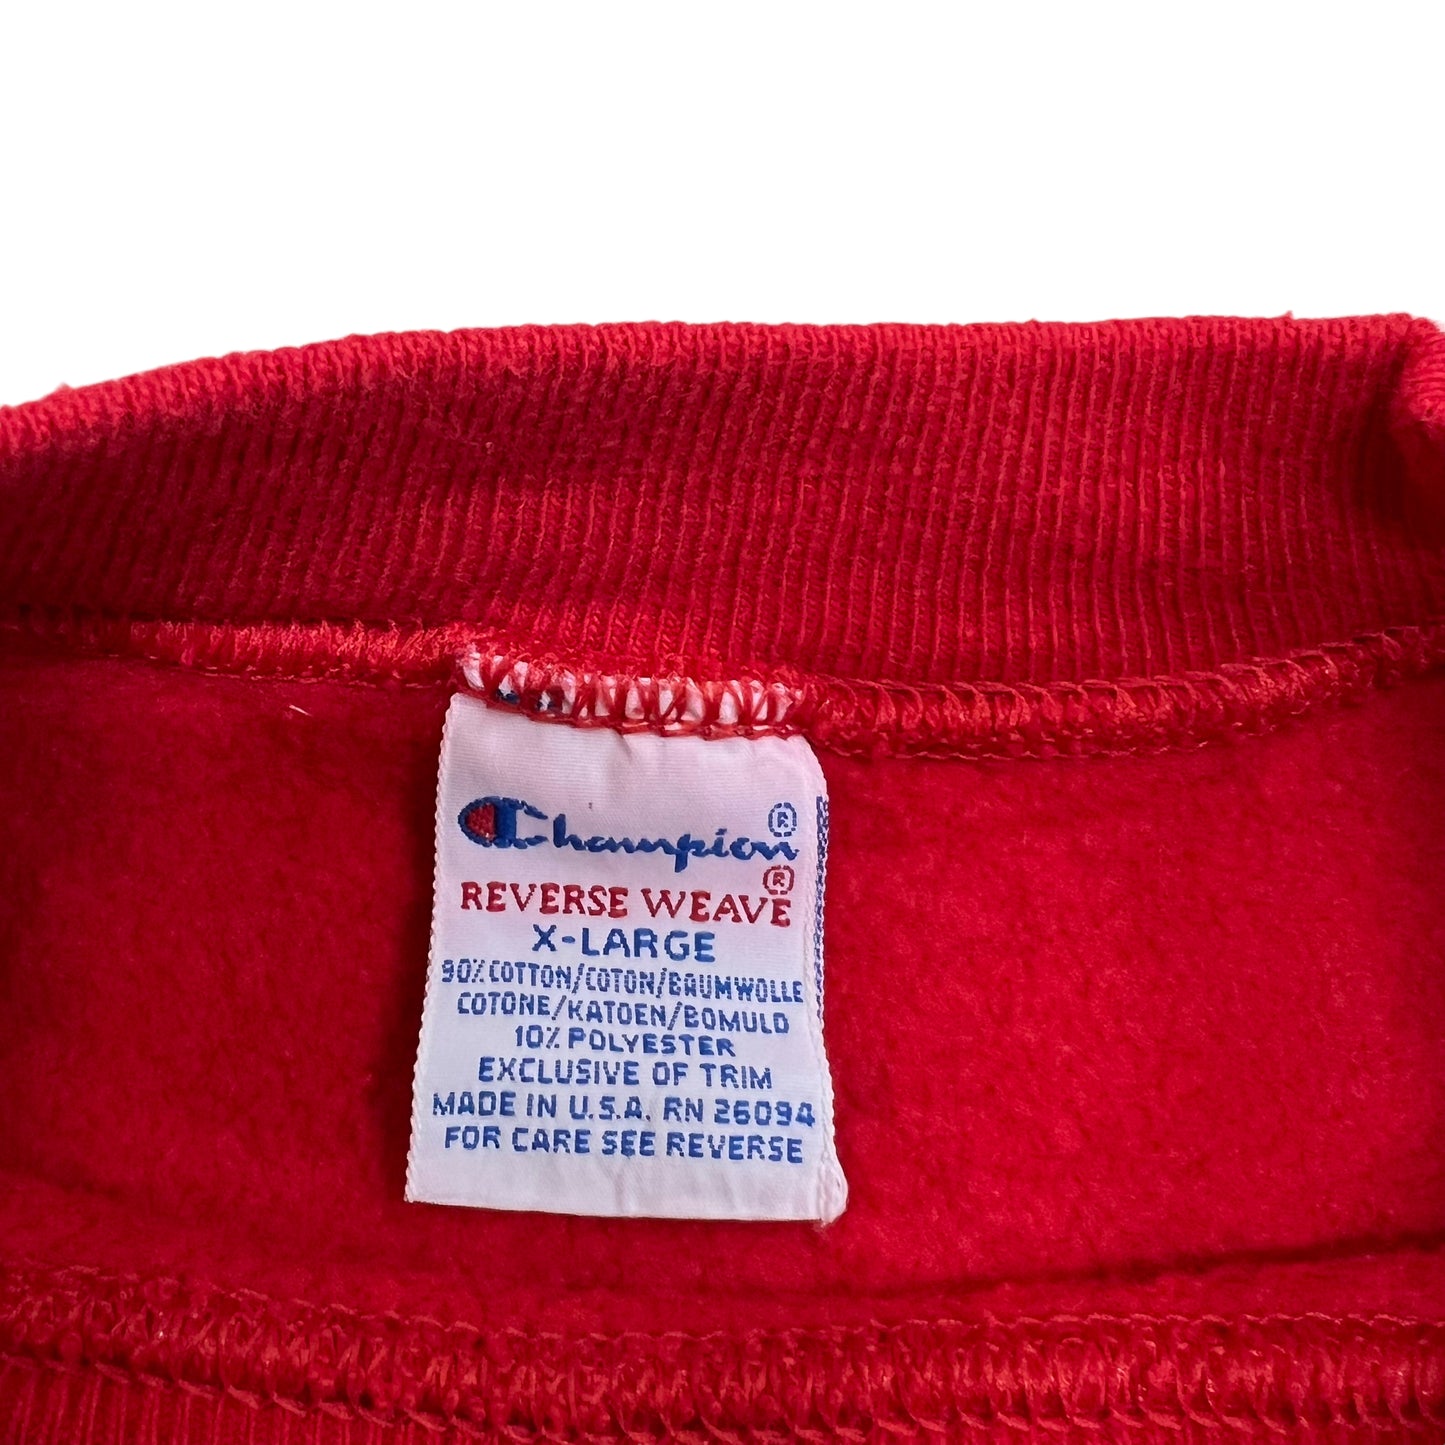 Champion®
REVERSE WEAVE®
X-LARGE
90% COTTON/COTON/BAUMWOLLE
COTONE/KATOEN/BOMULD
10% POLYESTER
EXCLUSIVE OF TRIM
MADE IN U.S.A. RN 26094
FOR CARE SEE REVERSE